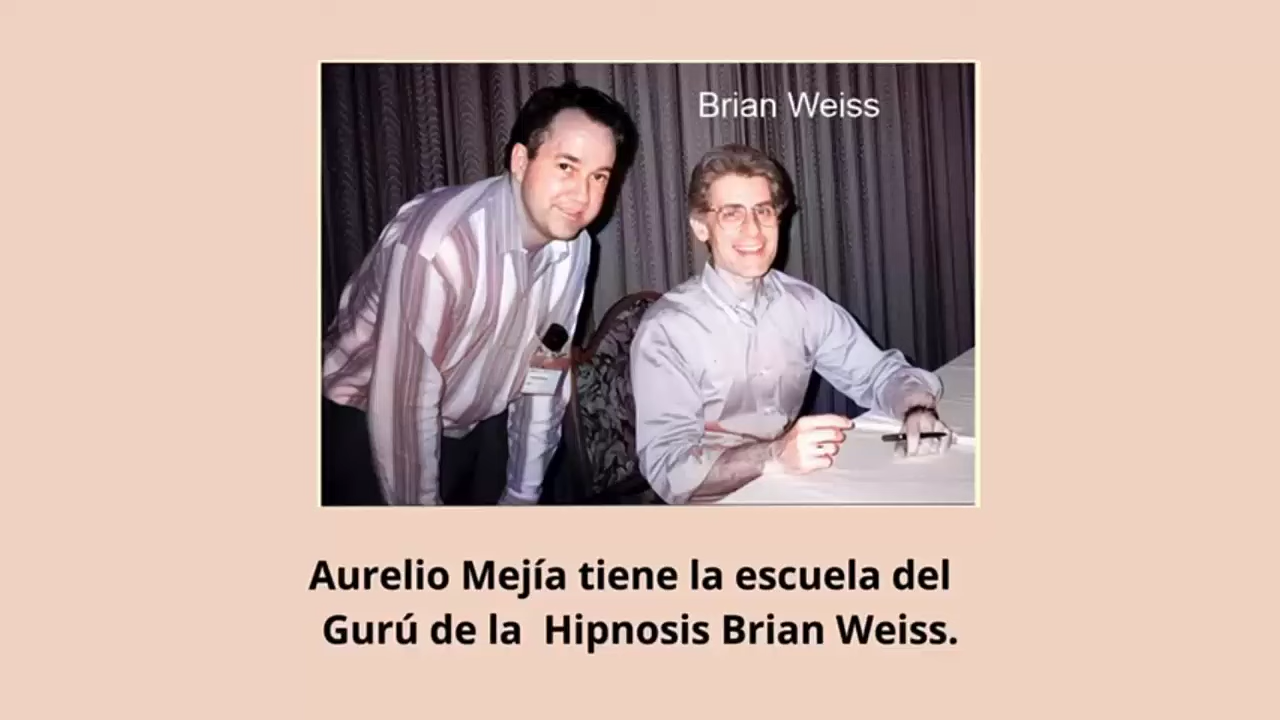 Brian Weiss
Aurelio Mejía tiene la escuela del
Gurú de la Hipnosis Brian Weiss.